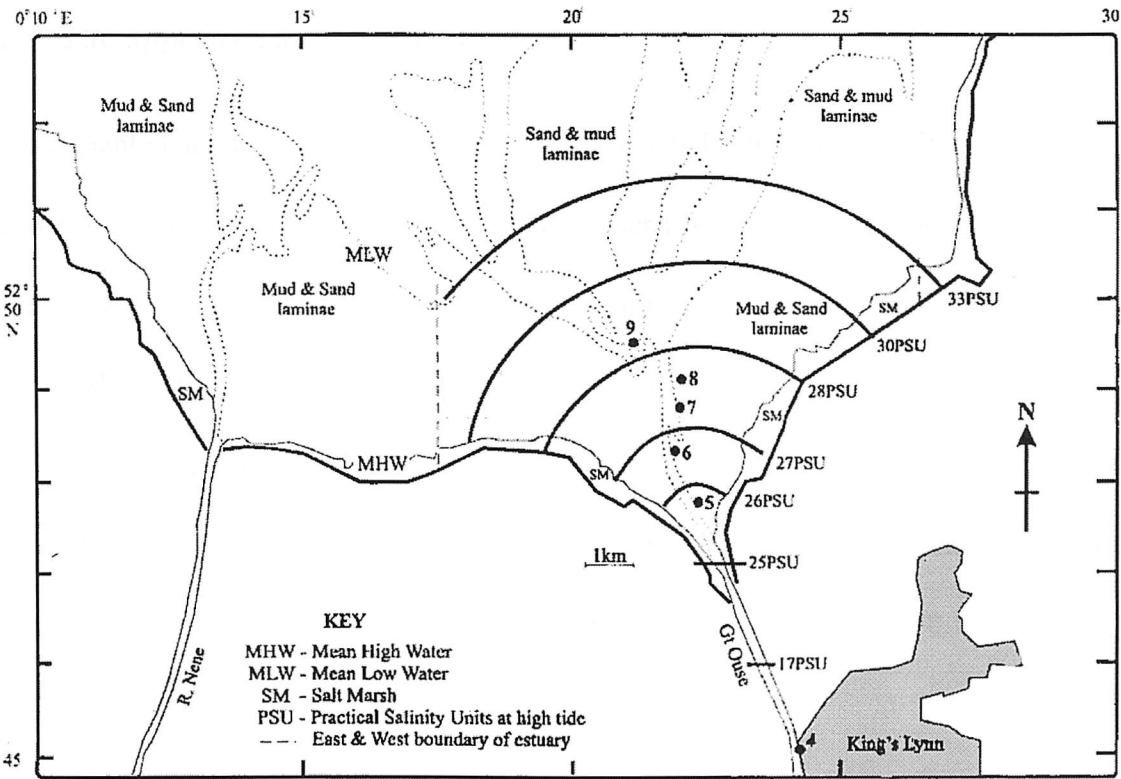 0°10 'E
15'
20'
25'
30
Mud & Sand
laminae
Sand & mud
laminae
Sand & mud
laminae
MLW
Mud & Sand
laminae
52°
50
N
Mud & Sand
laminae
SM
33PSU
9
30PSU
8
28PSU
SM
7
SM
N
MHW
6
27PSU
SM
5
26PSU
1km
25PSU
KEY
MHW - Mean High Water
MLW - Mean Low Water
SM - Salt Marsh
PSU - Practical Salinity Units at high tide
East & West boundary of estuary
R. Nene
Gt Ouse
17PSU
4
King's Lynn
45